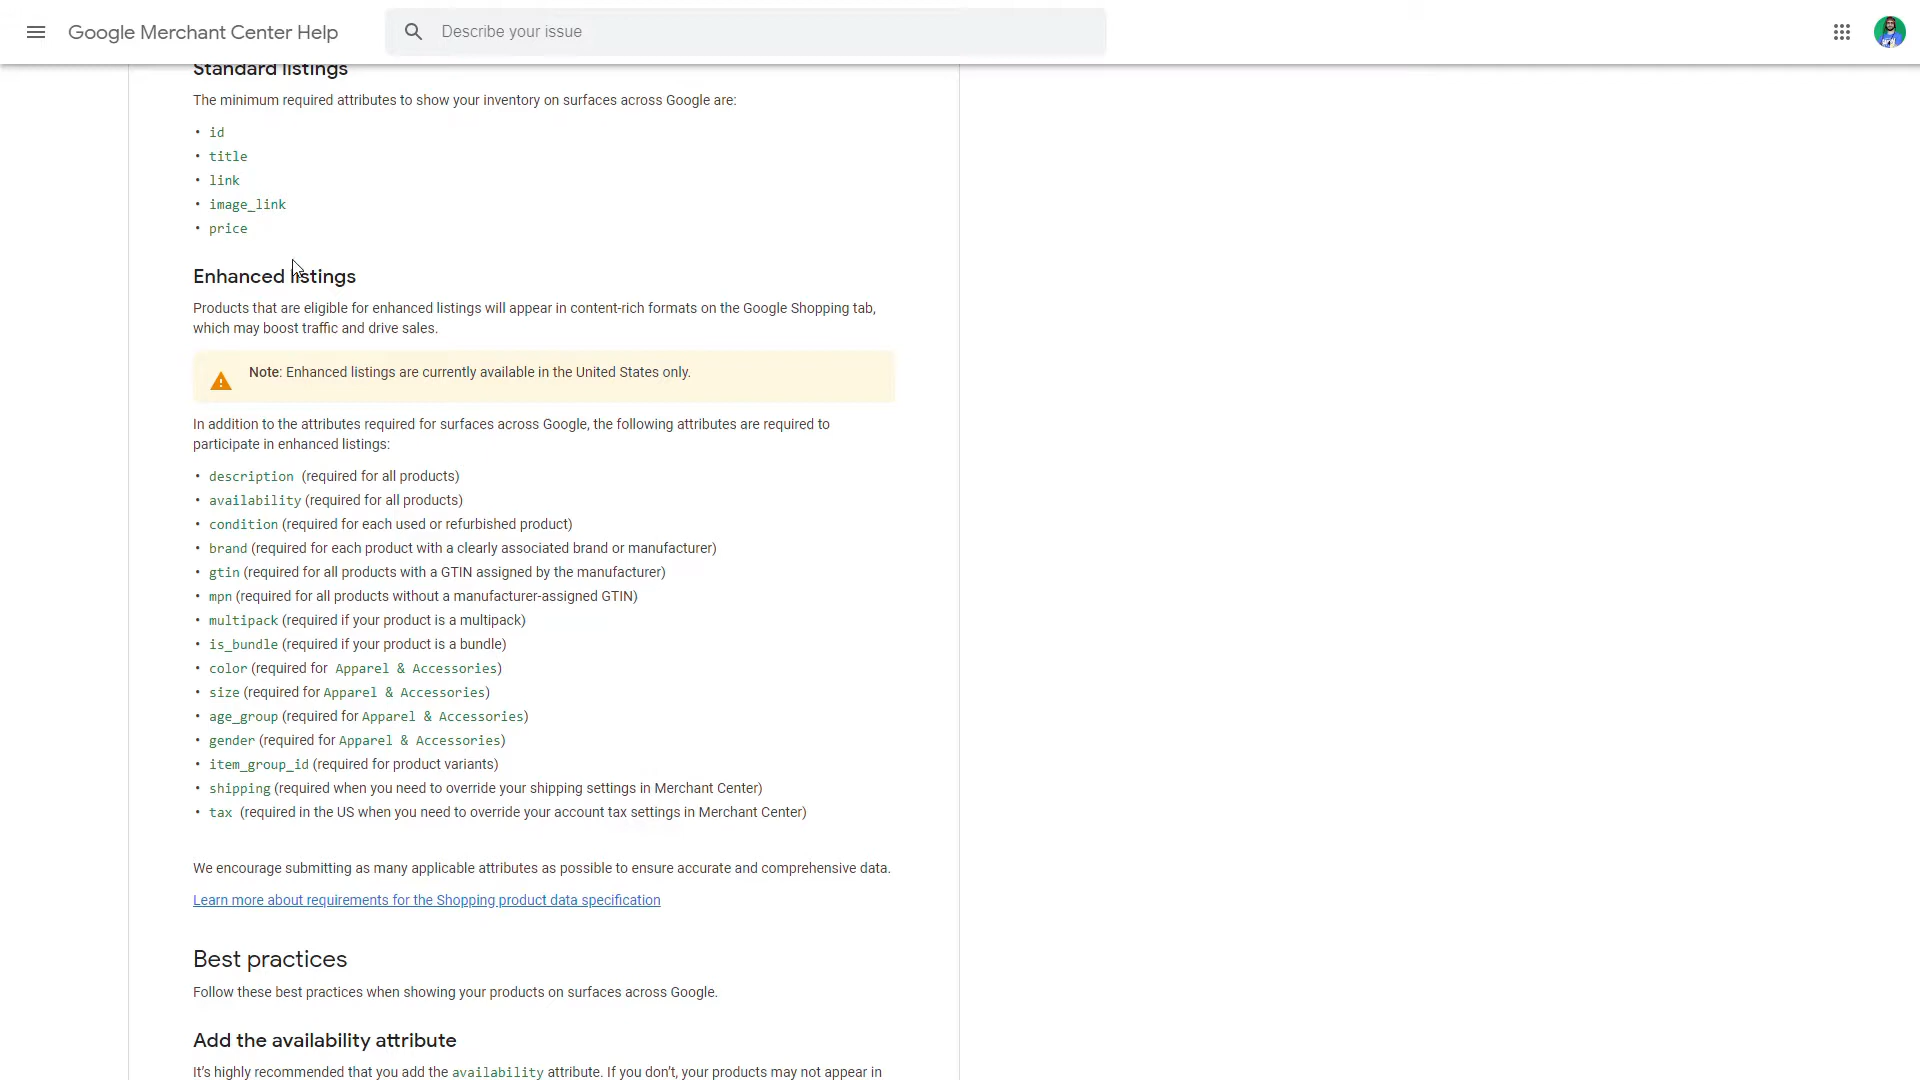 Google Merchant Center Help
Describe your issue
Standard listings
The minimum required attributes to show your inventory on surfaces across Google are:
• id
• title
• link
• image_link
• price
Enhanced listings
Products that are eligible for enhanced listings will appear in content-rich formats on the Google Shopping tab,
which may boost traffic and drive sales.
Note: Enhanced listings are currently available in the United States only.
In addition to the attributes required for surfaces across Google, the following attributes are required to
participate in enhanced listings:
• description (required for all products)
• availability (required for all products)
• condition (required for each used or refurbished product)
• brand (required for each product with a clearly associated brand or manufacturer)
• gtin (required for all products with a GTIN assigned by the manufacturer)
• mpn (required for all products without a manufacturer-assigned GTIN)
• multipack (required if your product is a multipack)
• is_bundle (required if your product is a bundle)
• color (required for Apparel & Accessories)
• size (required for Apparel & Accessories)
• age_group (required for Apparel & Accessories)
• gender (required for Apparel & Accessories)
• item_group_id (required for product variants)
• shipping (required when you need to override your shipping settings in Merchant Center)
• tax (required in the US when you need to override your account tax settings in Merchant Center)
We encourage submitting as many applicable attributes as possible to ensure accurate and comprehensive data.
Learn more about requirements for the Shopping product data specification
Best practices
Follow these best practices when showing your products on surfaces across Google.
Add the availability attribute
It's highly recommended that you add the availability attribute. If you don't, your products may not appear in